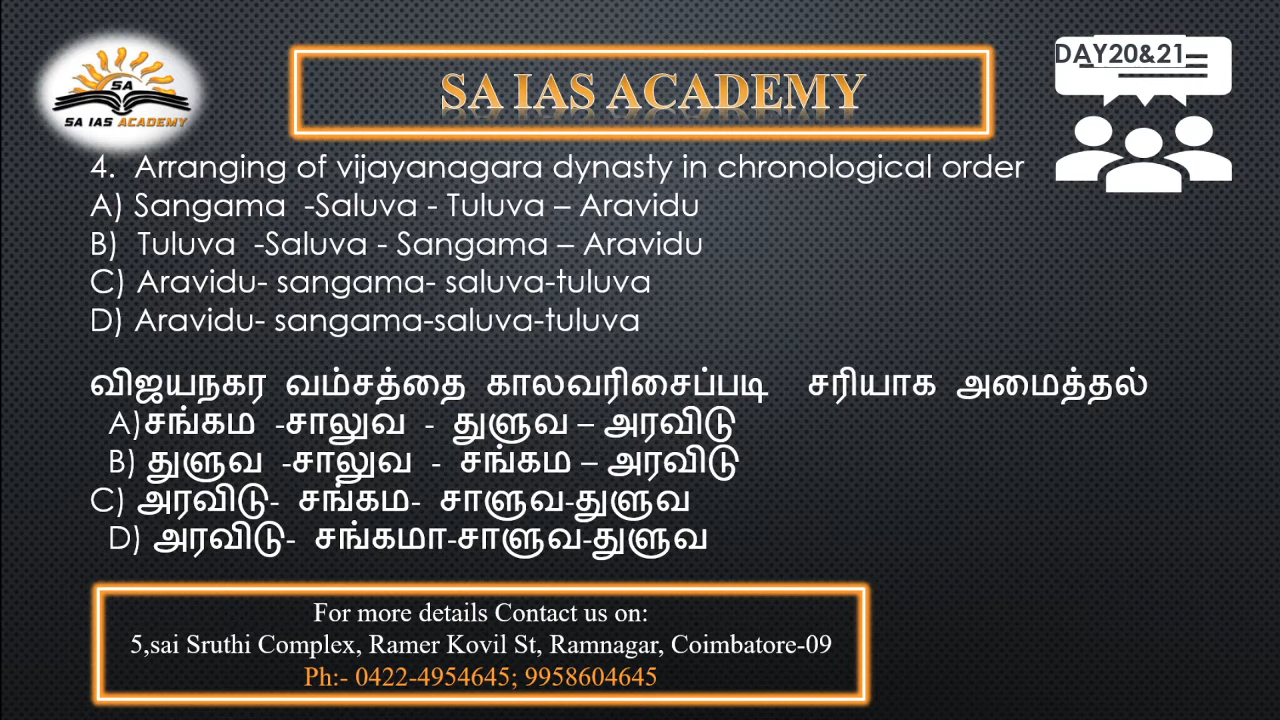 DAY20&21
SA
SA IAS ACADEMY
SA IAS ACADEMY
4. Arranging of vijayanagara dynasty in chronological order
A) Sangama -Saluva - Tuluva – Aravidu
B) Tuluva -Saluva - Sangama – Aravidu
C) Aravidu- sangama- saluva-tuluva
D) Aravidu- sangama-saluva-tuluva
விஜயநகர வம்சத்தை காலவரிசைப்படி சரியாக அமைத்தல்
A)சங்கம -சாலுவ - துளுவ – அரவிடு
B) துளுவ -சாலுவ - சங்கம – அரவிடு
C) அரவிடு- சங்கம- சாளுவ-துளுவ
D) அரவிடு- சங்கமா-சாளுவ-துளுவ
For more details Contact us on:
5,sai Sruthi Complex, Ramer Kovil St, Ramnagar, Coimbatore-09
Ph:- 0422-4954645; 9958604645